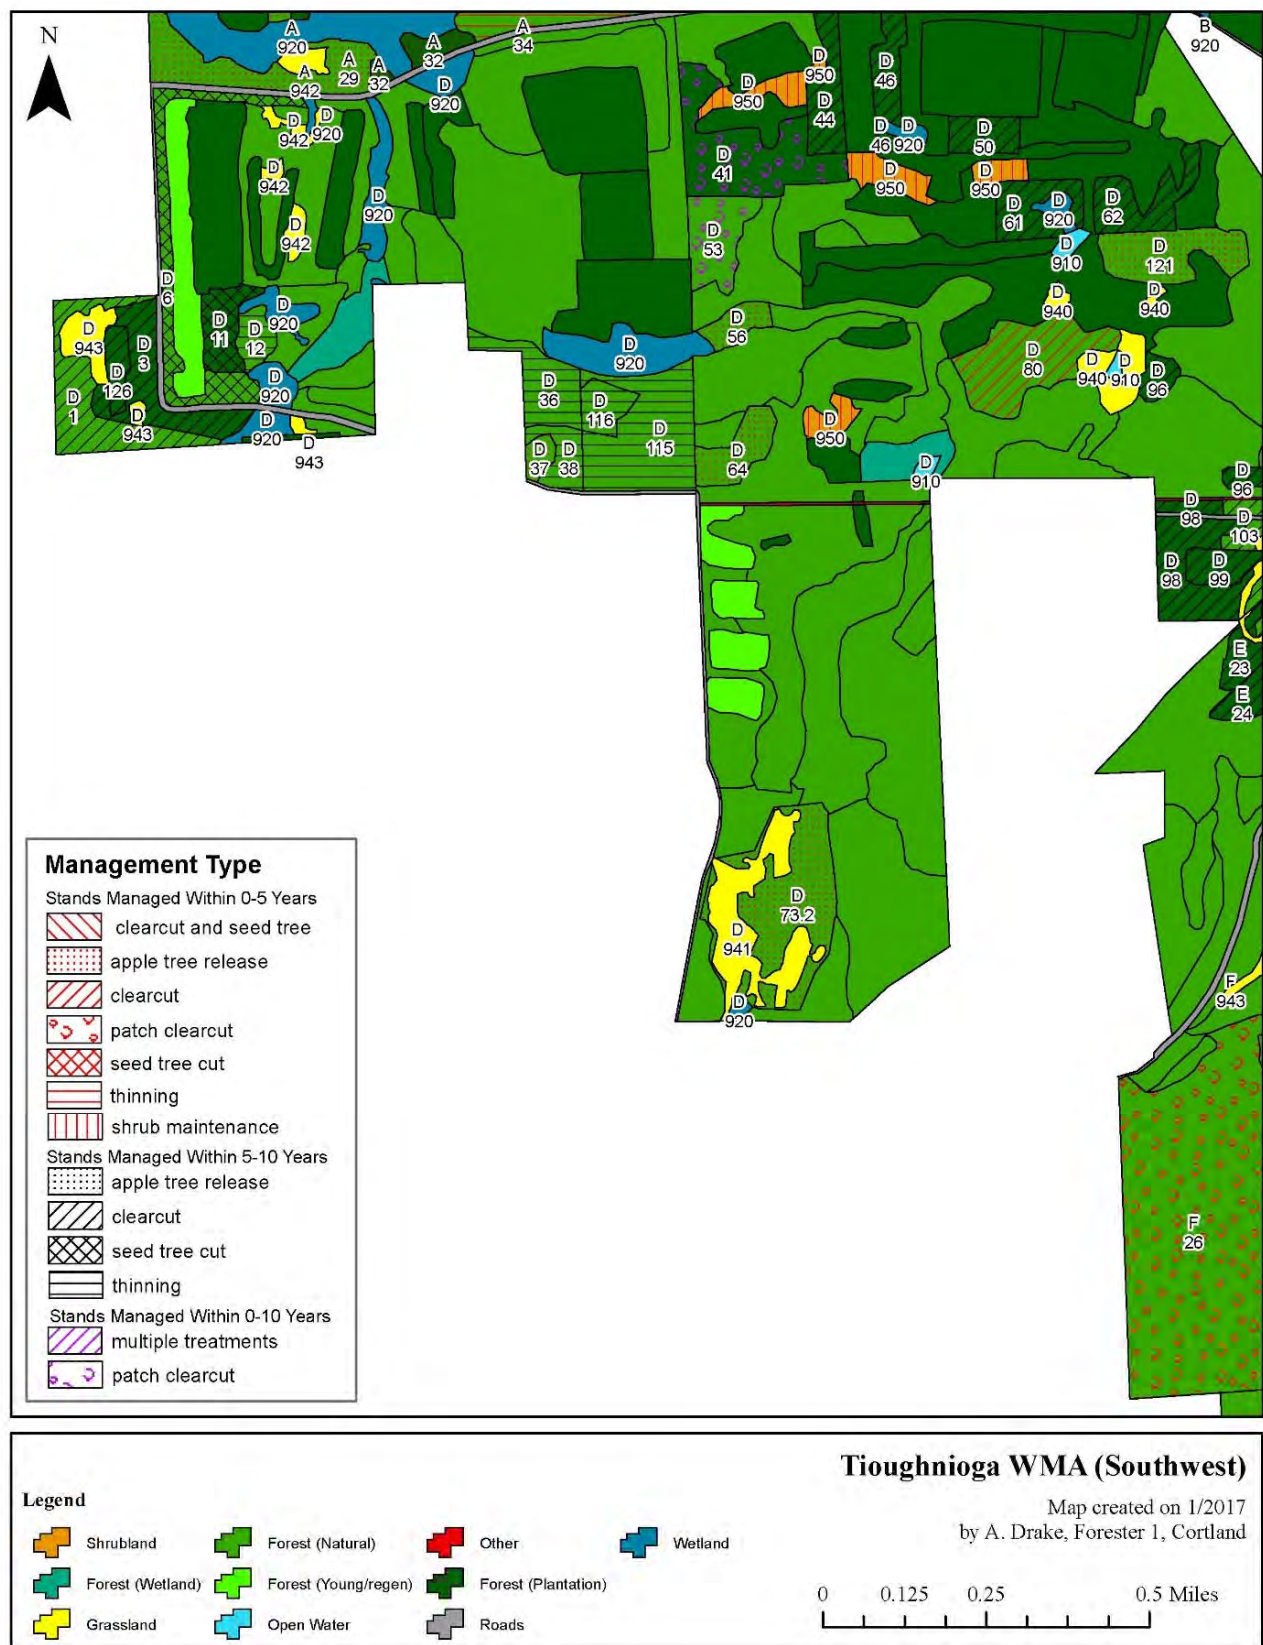 N
A
920
A
942
A
29
A
32
A
32
A
34
D
920
D
942
D
920
D
942
D
942
D
920
D
6
D
11
D
12
D
920
D
943
D
3
D
126
D
1
D
943
D
920
D
920
D
943
D
950
D
950
D
44
D
46
D
46
D
920
D
50
B
920
D
41
D
950
D
950
D
53
D
61
D
920
D
62
D
910
D
121
D
940
D
940
D
56
D
920
D
80
D
940
D
910
D
96
D
36
D
116
D
115
D
37
D
38
D
64
D
950
D
910
D
96
D
98
D
103
D
98
D
99
E
23
E
24
D
73.2
D
941
D
920
F
943
F
26
Management Type
Stands Managed Within 0-5 Years
clearcut and seed tree
apple tree release
clearcut
patch clearcut
seed tree cut
thinning
shrub maintenance
Stands Managed Within 5-10 Years
apple tree release
clearcut
seed tree cut
thinning
Stands Managed Within 0-10 Years
multiple treatments
patch clearcut
Tioughnioga WMA (Southwest)
Map created on 1/2017
by A. Drake, Forester 1, Cortland
Legend
Shrubland
Forest (Natural)
Other
Wetland
Forest (Wetland)
Forest (Young/regen)
Forest (Plantation)
Grassland
Open Water
Roads
0 0.125 0.25 0.5 Miles